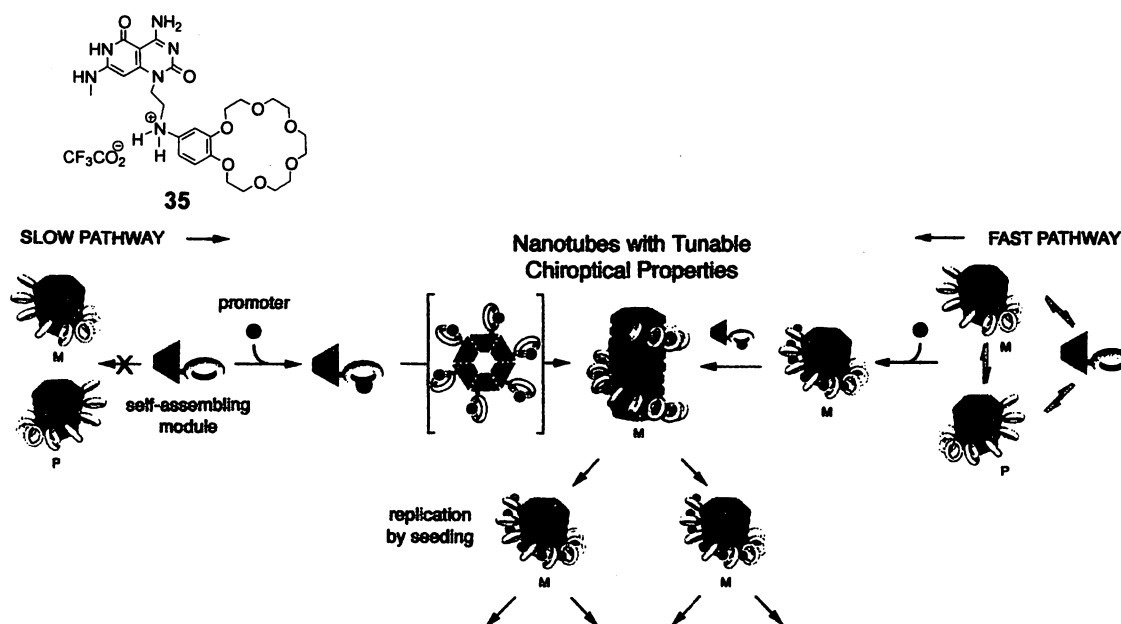 O NH₂
HN N
HN N O
⊕
H N O O O
H
CF₃CO₂⊖ O O O
35
SLOW PATHWAY
Nanotubes with Tunable
Chiroptical Properties
FAST PATHWAY
promoter
M
X
self-assembling
module
P
M
M
M
P
replication
by seeding
M
M